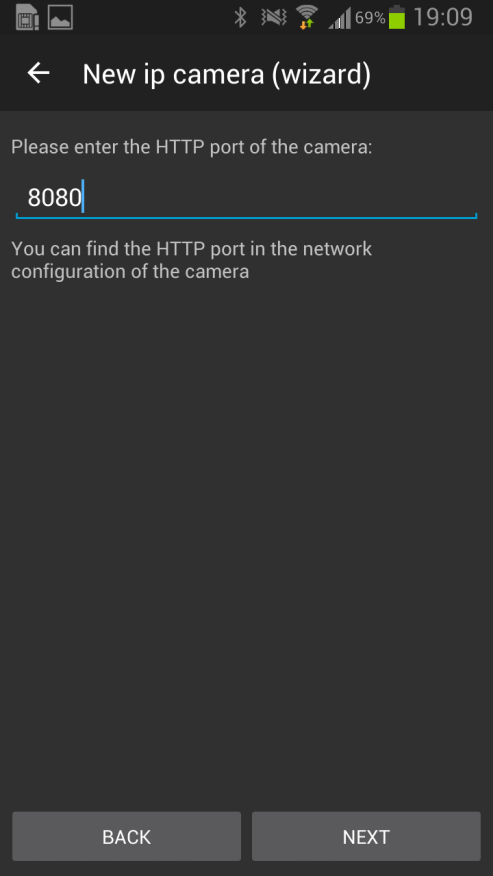 69% 19:09
New ip camera (wizard)
Please enter the HTTP port of the camera:
8080
You can find the HTTP port in the network
configuration of the camera
BACK NEXT